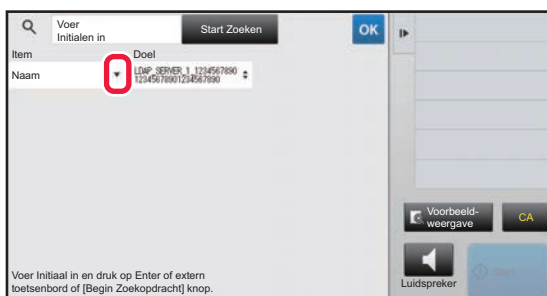 Voer
Initialen in
Start Zoeken
OK
Item
Doel
Naam
LDAP_SERVER_1_1234567890
12345678901234567890
Voorbeeld-
weergave
CA
Voer Initiaal in en druk op Enter of extern
toetsenbord of [Begin Zoekopdracht] knop.
Luidspreker
Start